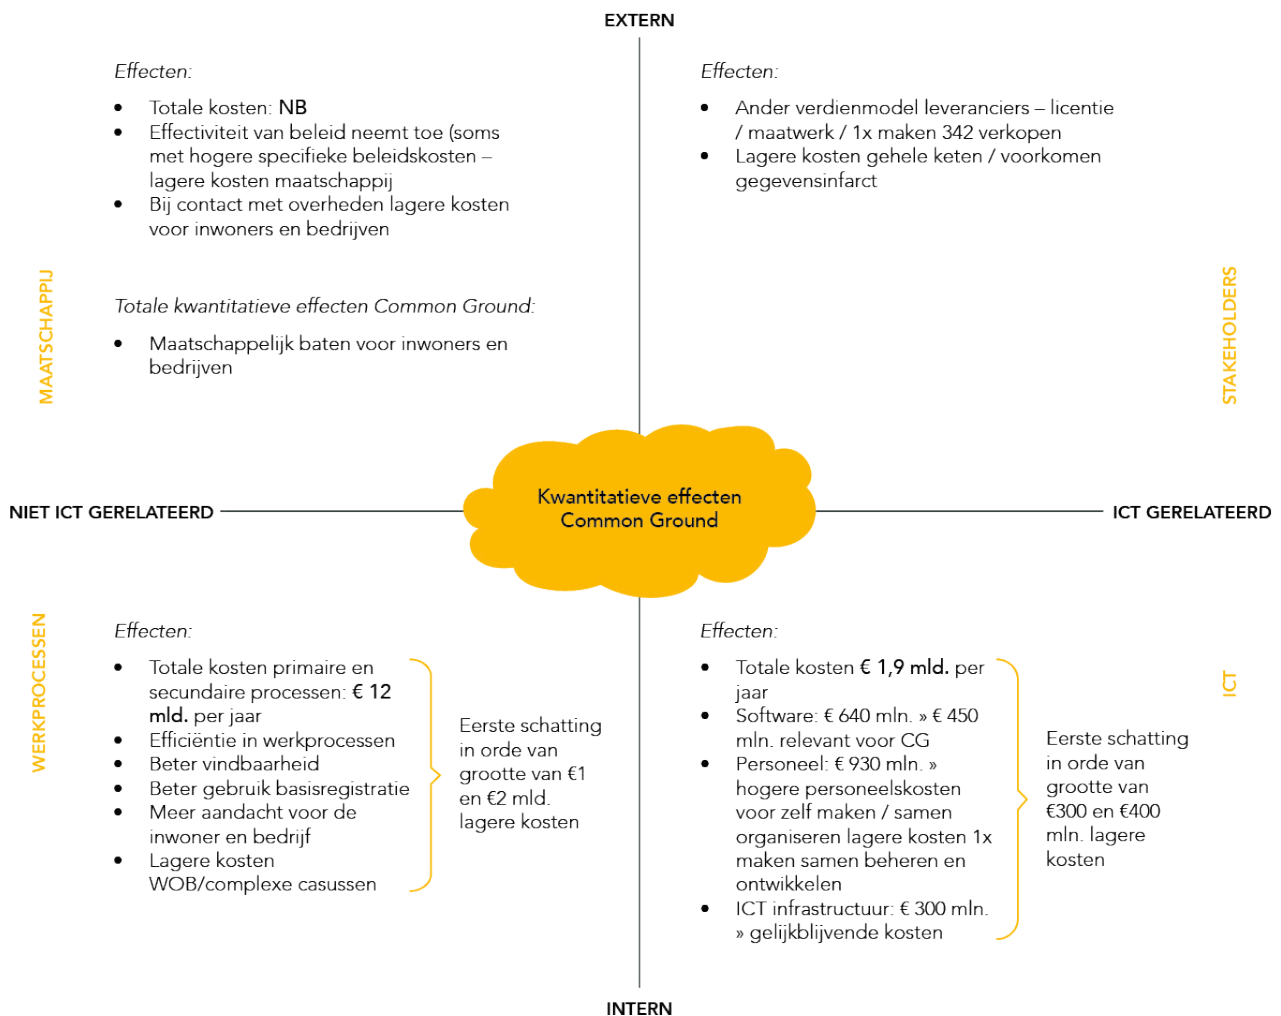 EXTERN
Effecten:
• Totale kosten: NB
• Effectiviteit van beleid neemt toe (soms
met hogere specifieke beleidskosten –
lagere kosten maatschappij
• Bij contact met overheden lagere kosten
voor inwoners en bedrijven
Totale kwantitatieve effecten Common Ground:
• Maatschappelijk baten voor inwoners en
bedrijven
MAATSCHAPPIJ
Effecten:
• Ander verdienmodel leveranciers – licentie
/ maatwerk / 1x maken 342 verkopen
• Lagere kosten gehele keten / voorkomen
gegevensinfarct
STAKEHOLDERS
NIET ICT GERELATEERD
Kwantitatieve effecten
Common Ground
ICT GERELATEERD
WERKPROCESSEN
Effecten:
• Totale kosten primaire en
secundaire processen: € 12
mld. per jaar
• Efficiëntie in werkprocessen
• Beter vindbaarheid
• Beter gebruik basisregistratie
• Meer aandacht voor de
inwoner en bedrijf
• Lagere kosten
WOB/complexe casussen
Eerste schatting
in orde van
grootte van €1
en €2 mld.
lagere kosten
Effecten:
• Totale kosten € 1,9 mld. per
jaar
• Software: € 640 mln. » € 450
mln. relevant voor CG
• Personeel: € 930 mln. »
hogere personeelskosten
voor zelf maken / samen
organiseren lagere kosten 1x
maken samen beheren en
ontwikkelen
• ICT infrastructuur: € 300 mln.
» gelijkblijvende kosten
Eerste schatting
in orde van
grootte van
€300 en €400
mln. lagere
kosten
ICT
INTERN